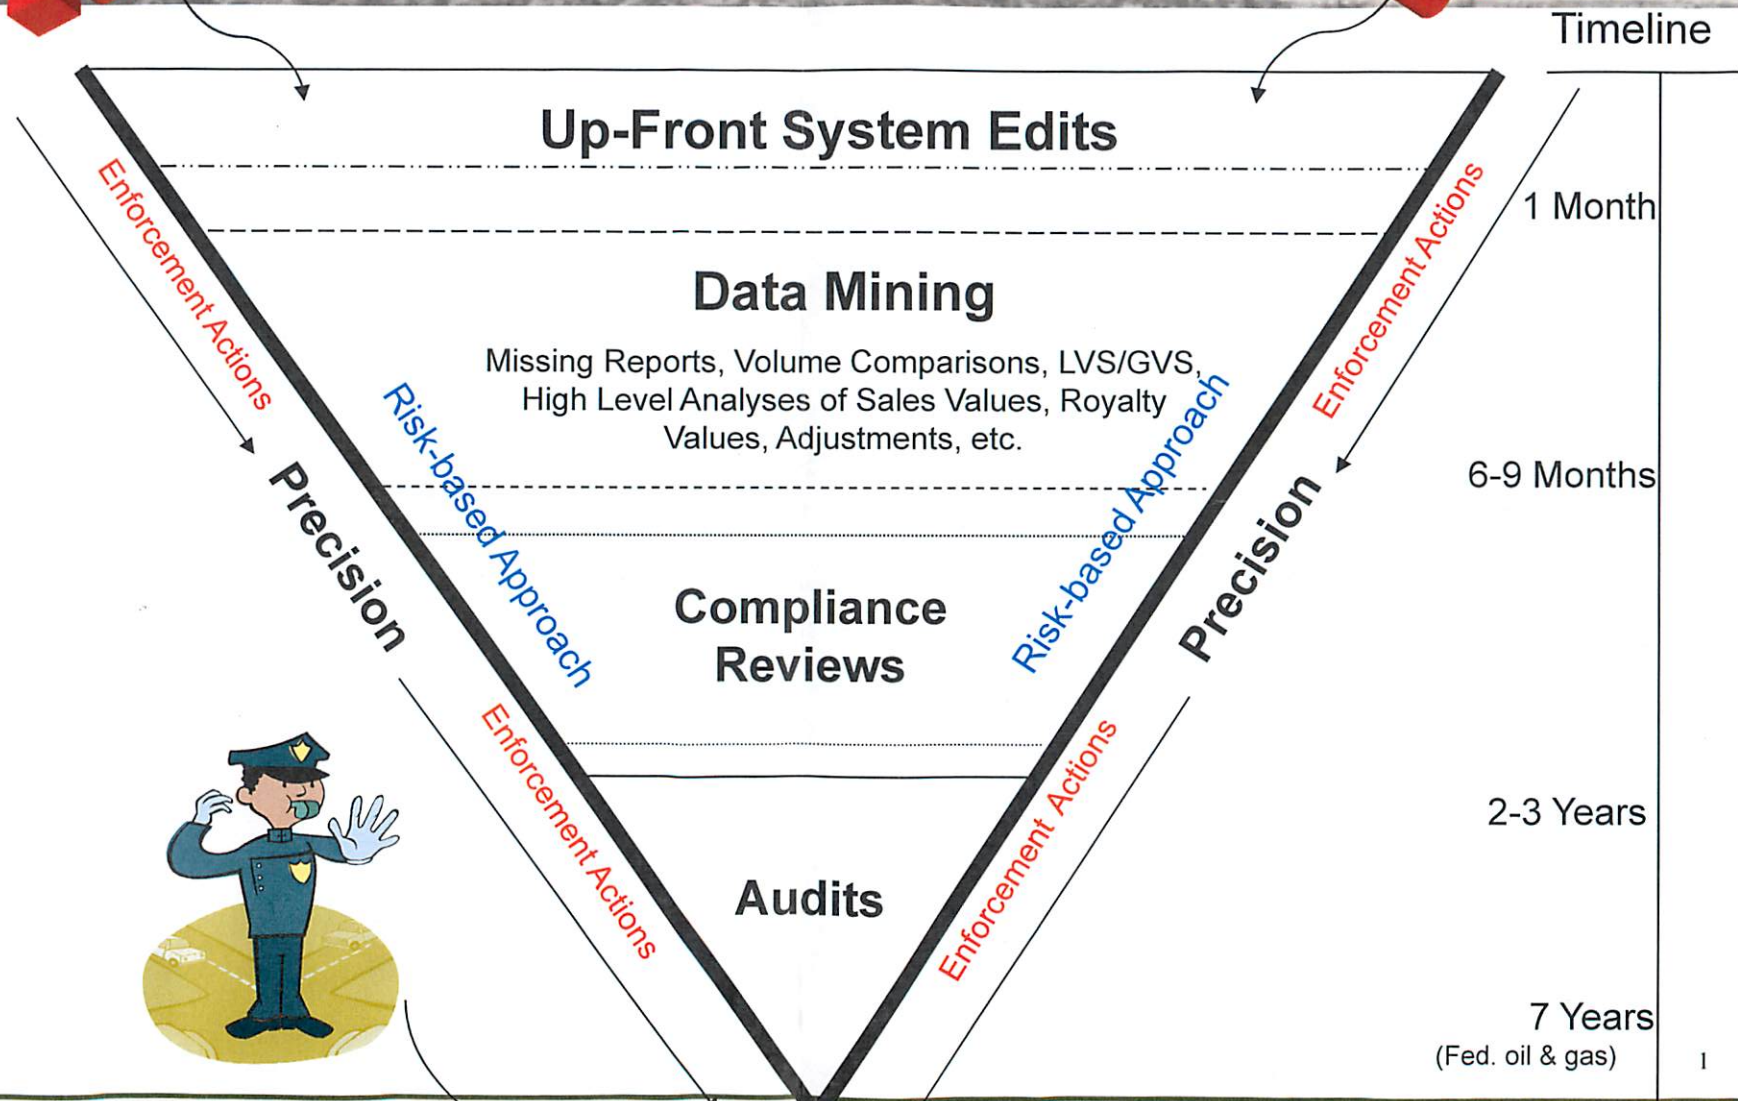 Timeline
Up-Front System Edits
1 Month
Enforcement Actions
Enforcement Actions
Data Mining
Missing Reports, Volume Comparisons, LVS/GVS,
High Level Analyses of Sales Values, Royalty
Values, Adjustments, etc.
Risk-based Approach
Risk-based Approach
Precision
Precision
6-9 Months
Compliance
Reviews
Enforcement Actions
Enforcement Actions
2-3 Years
Audits
7 Years
(Fed. oil & gas)
1